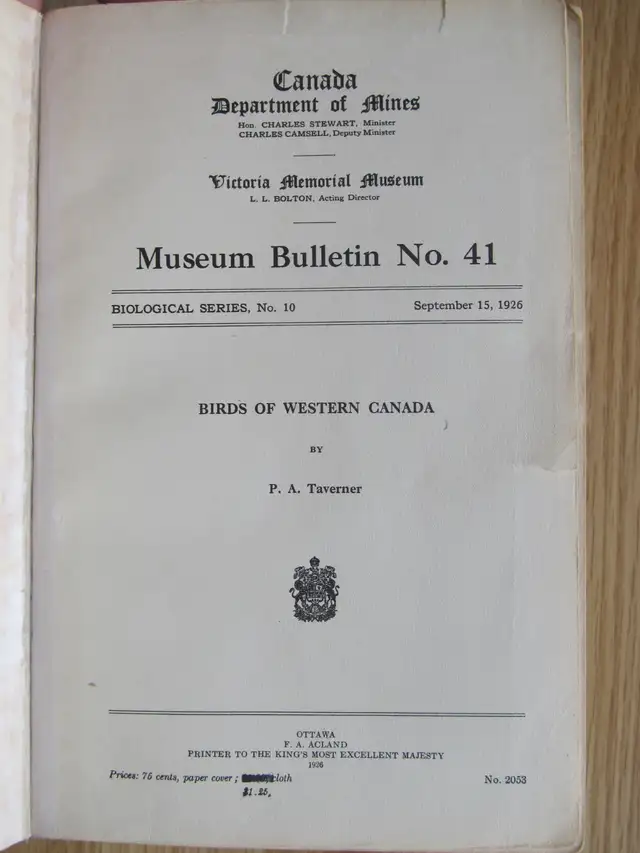 Canada
Department of Mines
Hon. CHARLES STEWART, Minister
CHARLES CAMSELL, Deputy Minister
Victoria Memorial Museum
L. L. BOLTON, Acting Director
Museum Bulletin No. 41
BIOLOGICAL SERIES, No. 10 September 15, 1926
BIRDS OF WESTERN CANADA
BY
P. A. Taverner
OTTAWA
F. A. ACLAND
PRINTER TO THE KING'S MOST EXCELLENT MAJESTY
1926
Prices: 75 cents, paper cover; cloth No. 2053
$1.25,